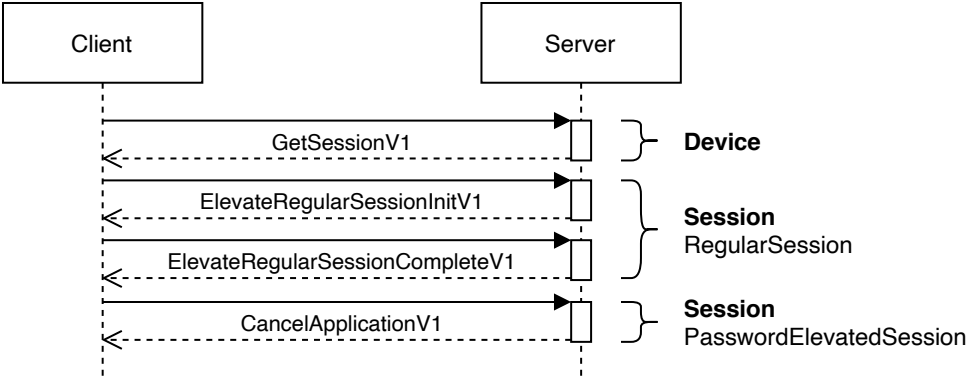 Client
Server
GetSessionV1
Device
ElevateRegularSessionInitV1
Session
RegularSession
ElevateRegularSessionCompleteV1
CancelApplicationV1
Session
PasswordElevatedSession